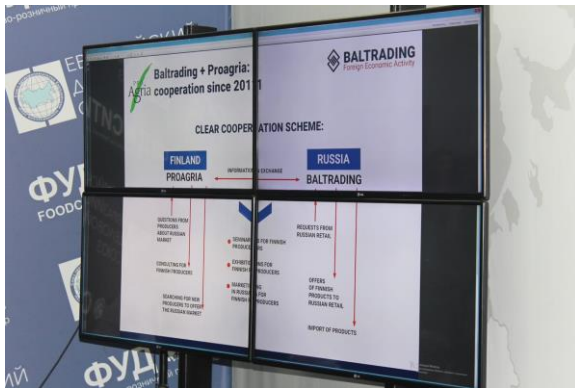 Baltrading + Proagria:
cooperation since 2011
Agria
BALTRADING
Foreign Economic Activity
CLEAR COOPERATION SCHEME:
FINLAND
PROAGRIA
INFORMATION EXCHANGE
RUSSIA
BALTRADING
QUESTIONS FROM
PRODUCERS
ABOUT RUSSIAN
MARKET
CONSULTING FOR
FINNISH PRODUCERS
SEARCHING FOR NEW
PRODUCERS TO OFFER
THE RUSSIAN MARKET
SEMINARS FOR FINNISH
PRODUCERS
EXHIBITIONS FOR
FINNISH PRODUCERS
MARKETING
IN RUSSIA FOR
FINNISH PRODUCERS
REQUESTS FROM
RUSSIAN RETAIL
OFFERS
OF FINNISH
PRODUCTS TO
RUSSIAN RETAIL
IMPORT OF PRODUCTS
ФУД
FOODC
ФУД